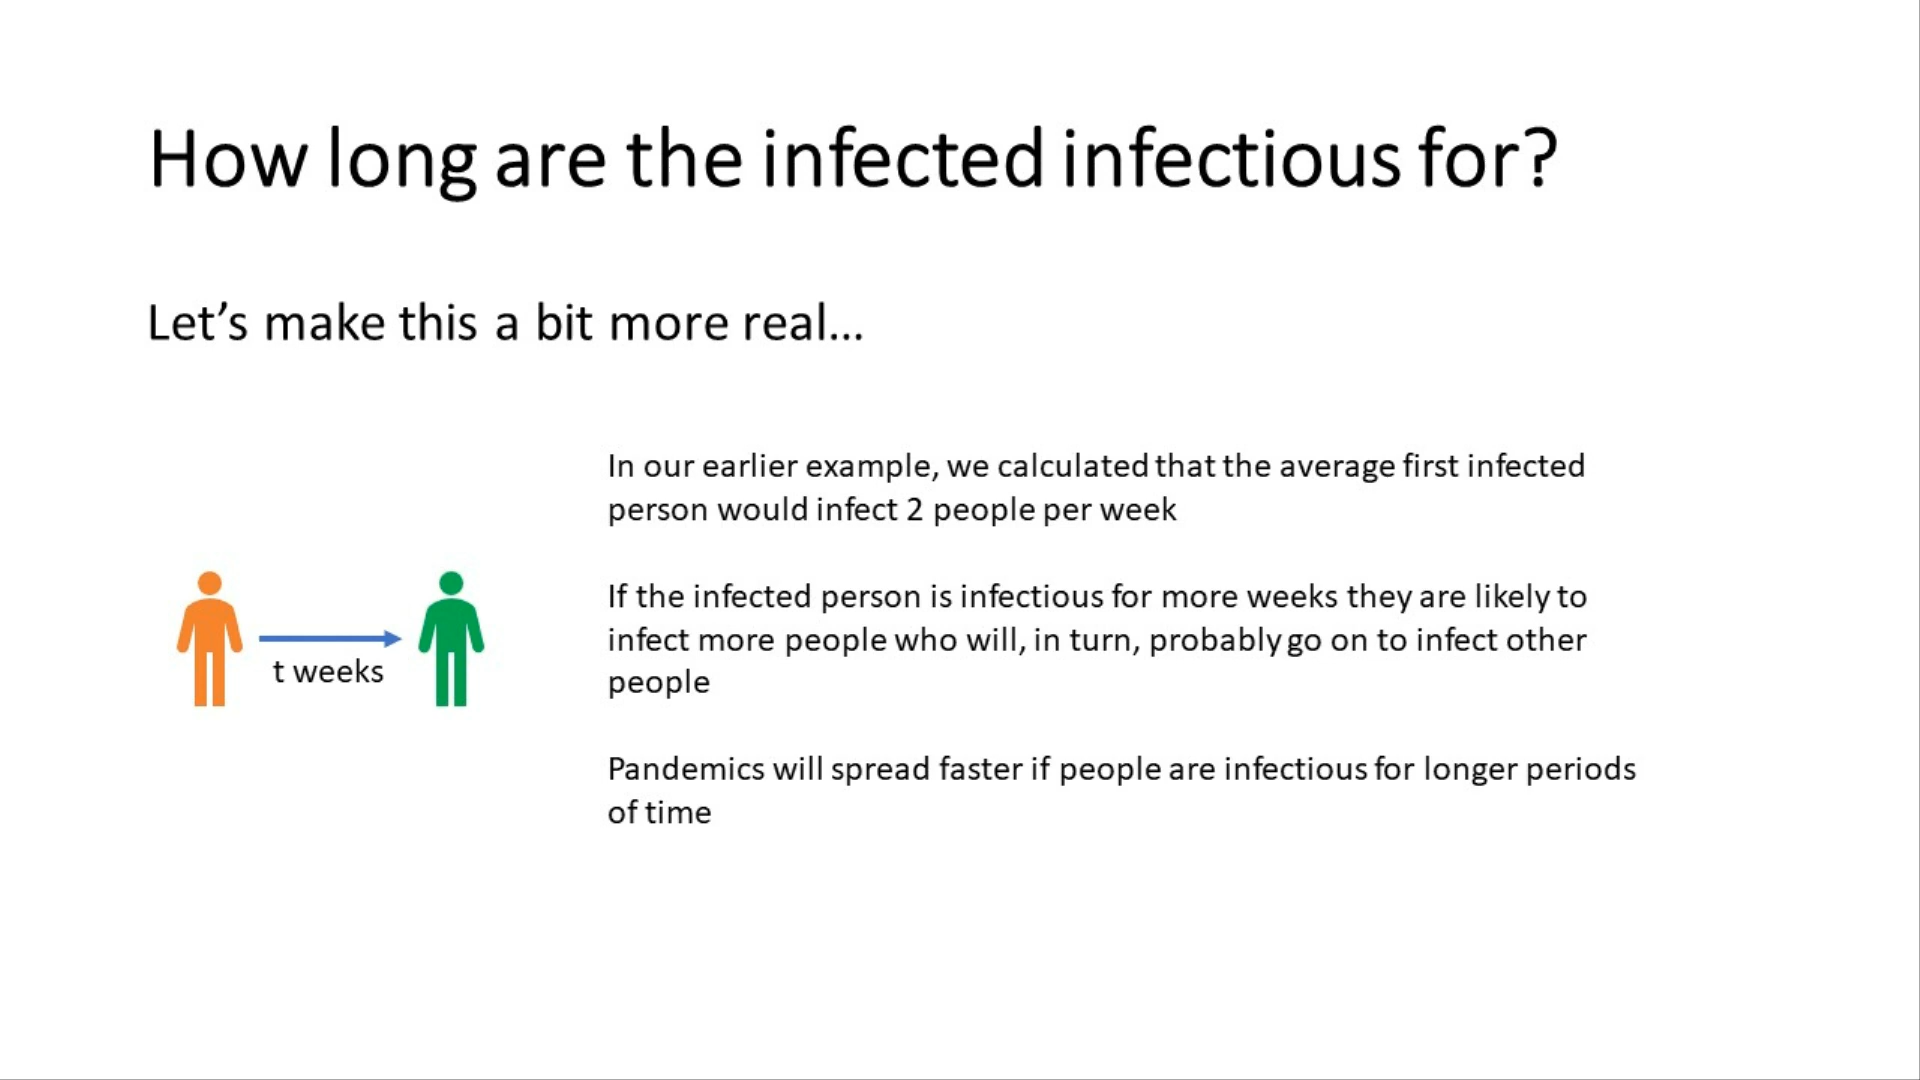 How long are the infected infectious for?
Let's make this a bit more real...
In our earlier example, we calculated that the average first infected
person would infect 2 people per week
If the infected person is infectious for more weeks they are likely to
infect more people who will, in turn, probably go on to infect other
people
t weeks
Pandemics will spread faster if people are infectious for longer periods
of time